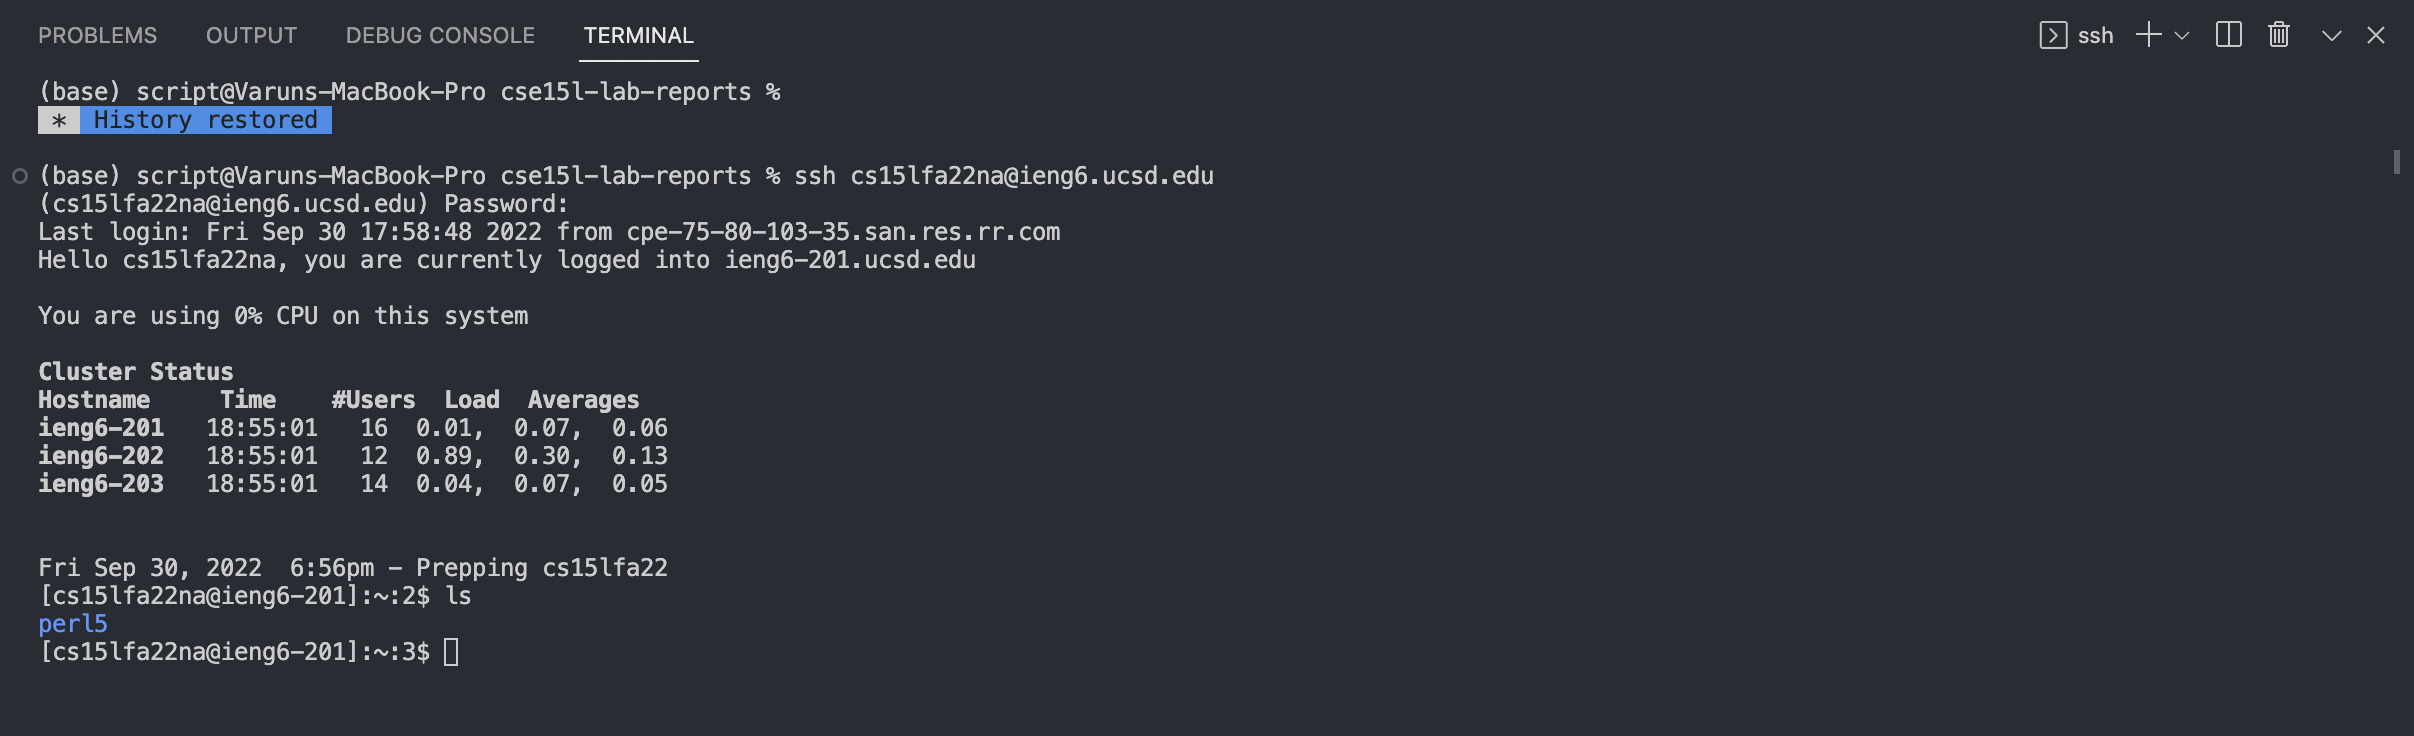 PROBLEMS OUTPUT DEBUG CONSOLE TERMINAL ssh
(base) script@Varuns-MacBook-Pro cse15l-lab-reports %
* History restored
(base) script@Varuns-MacBook-Pro cse15l-lab-reports % ssh cs15lfa22na@ieng6.ucsd.edu
(cs15lfa22na@ieng6.ucsd.edu) Password:
Last login: Fri Sep 30 17:58:48 2022 from cpe-75-80-103-35.san.res.rr.com
Hello cs15lfa22na, you are currently logged into ieng6-201.ucsd.edu
You are using 0% CPU on this system
Cluster Status
Hostname     Time    #Users  Load  Averages
ieng6-201   18:55:01   16  0.01,  0.07,  0.06
ieng6-202   18:55:01   12  0.89,  0.30,  0.13
ieng6-203   18:55:01   14  0.04,  0.07,  0.05
Fri Sep 30, 2022  6:56pm - Prepping cs15lfa22
[cs15lfa22na@ieng6-201]:~:2$ ls
perl5
[cs15lfa22na@ieng6-201]:~:3$